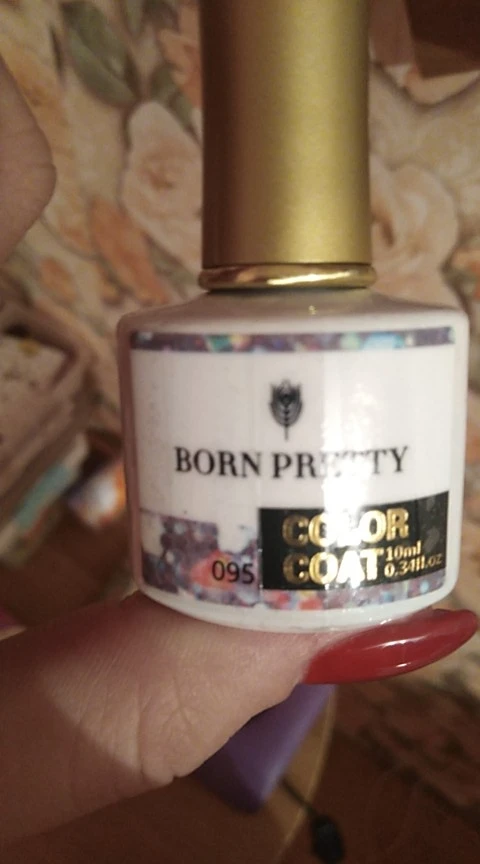 BORN PRETTY
COLOR
COAT 10ml
0.34fl.oz
095